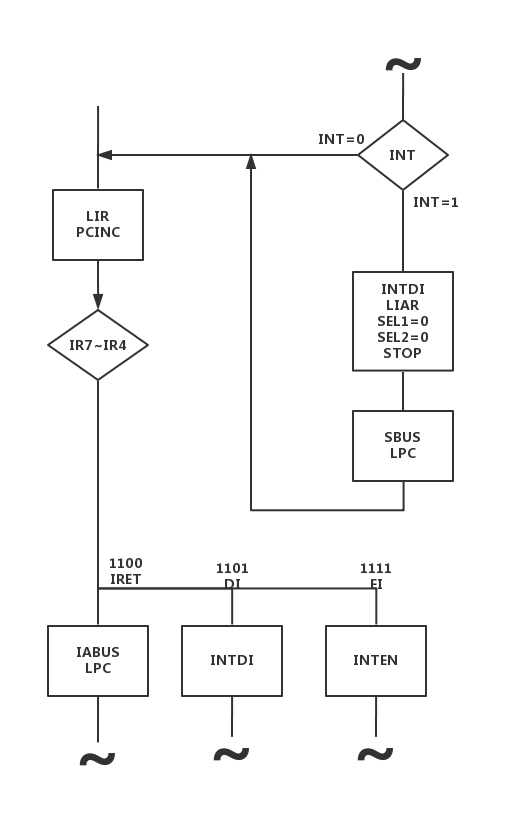 ~
INT=0
INT
INT=1
LIR
PCINC
INTDI
LIAR
SEL1=0
SEL2=0
STOP
IR7~IR4
SBUS
LPC
1100
IRET
1101
DI
1111
EI
IABUS
LPC
INTDI
INTEN
~
~
~